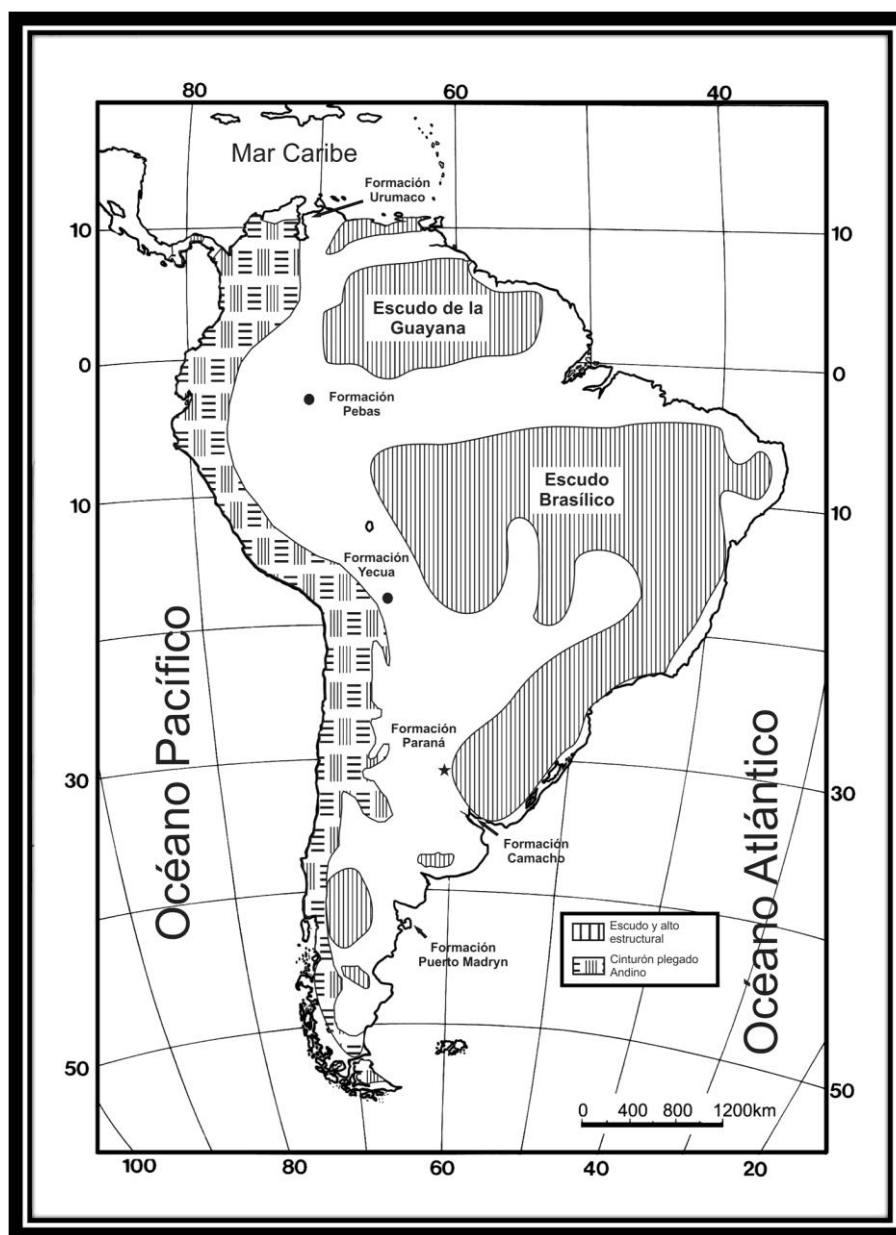 80
60
40
Mar Caribe
Formación
Urumaco
10
10
Escudo de la
Guayana
0
0
Formación
Pebas
Escudo
Brasílico
10
10
Formación
Yecua
Océano Pacífico
Formación
Paraná
30
30
Océano Atlántico
Formación
Camacho
Escudo y alto
estructural
Cinturón plegado
Andino
Formación
Puerto Madryn
50
50
0 400 800 1200km
100
80
60
40
20